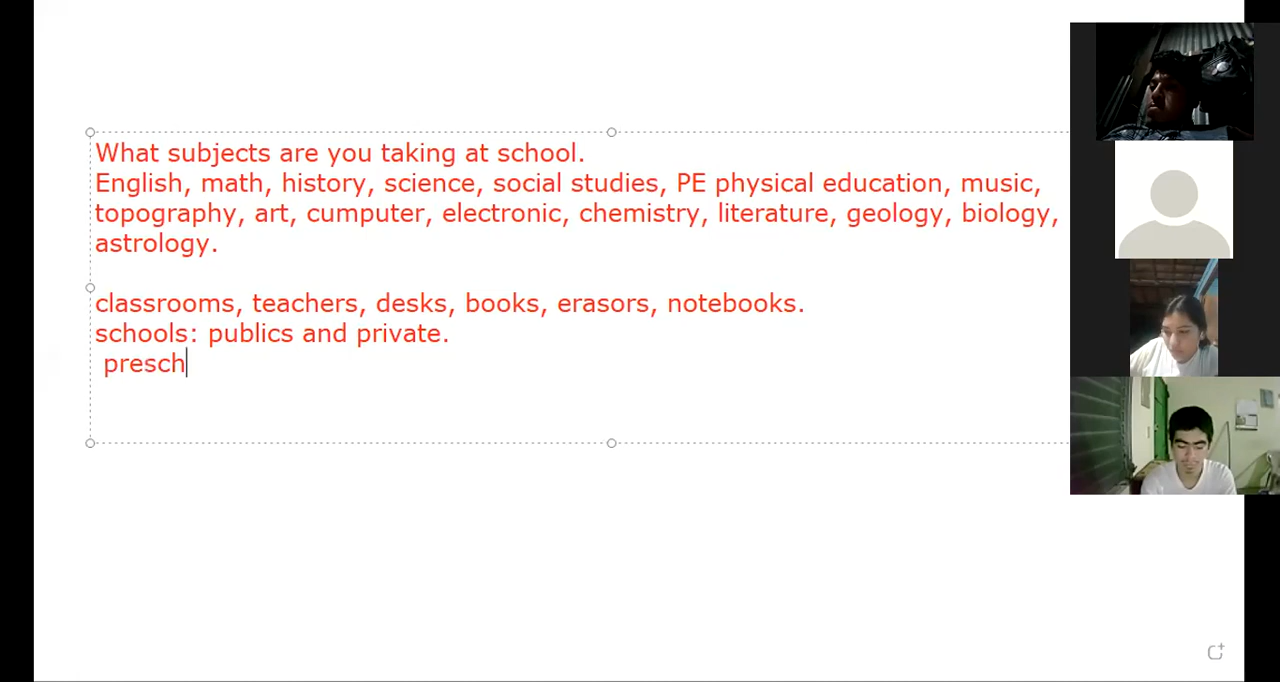 What subjects are you taking at school.
English, math, history, science, social studies, PE physical education, music,
topography, art, cumputer, electronic, chemistry, literature, geology, biology,
astrology.
classrooms, teachers, desks, books, erasors, notebooks.
schools: publics and private.
presch